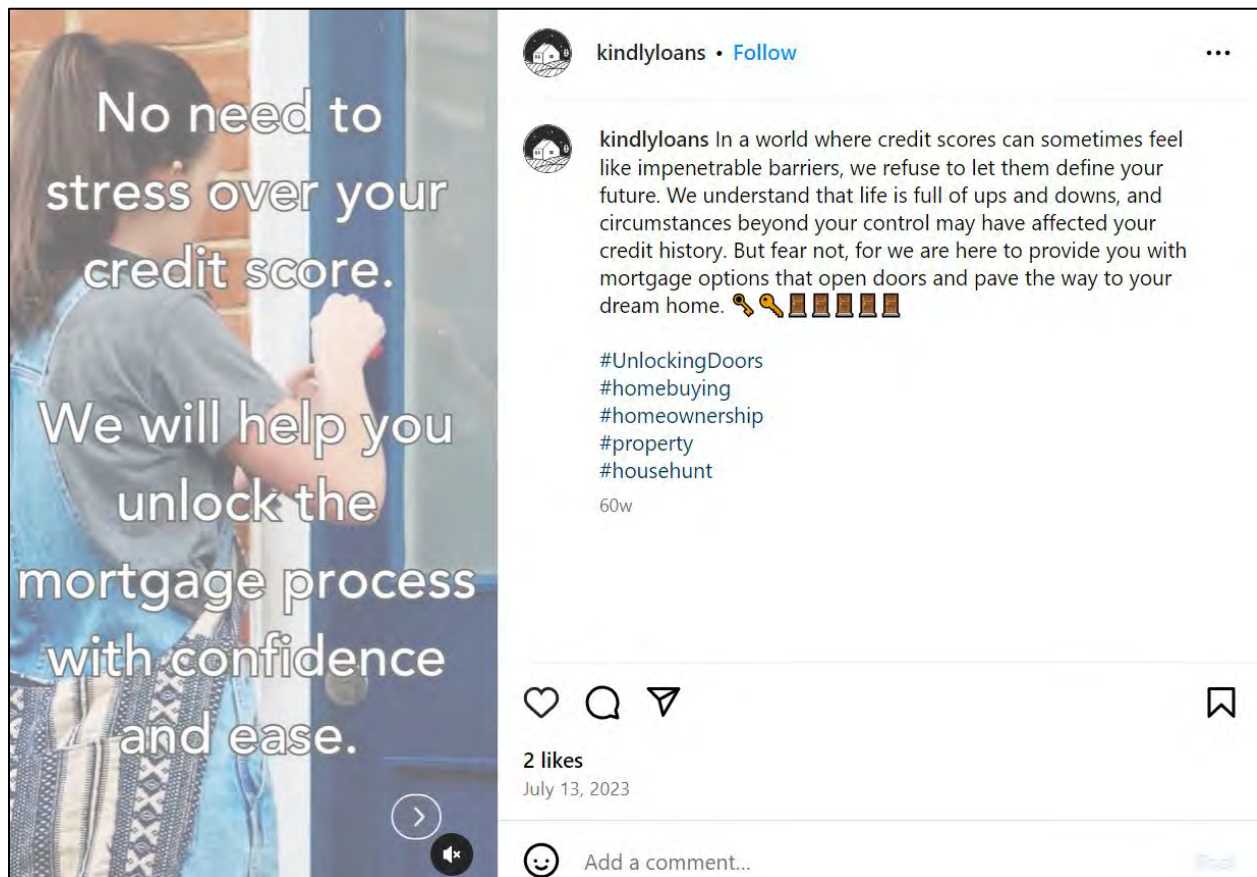 No need to
stress over your
credit score.
We will help you
unlock the
mortgage process
with confidence
and ease.
kindlyloans • Follow
kindlyloans In a world where credit scores can sometimes feel
like impenetrable barriers, we refuse to let them define your
future. We understand that life is full of ups and downs, and
circumstances beyond your control may have affected your
credit history. But fear not, for we are here to provide you with
mortgage options that open doors and pave the way to your
dream home. 🗝️🔑🚪🚪🚪🚪🚪
#UnlockingDoors
#homebuying
#homeownership
#property
#househunt
60w
2 likes
July 13, 2023
Add a comment...
Post